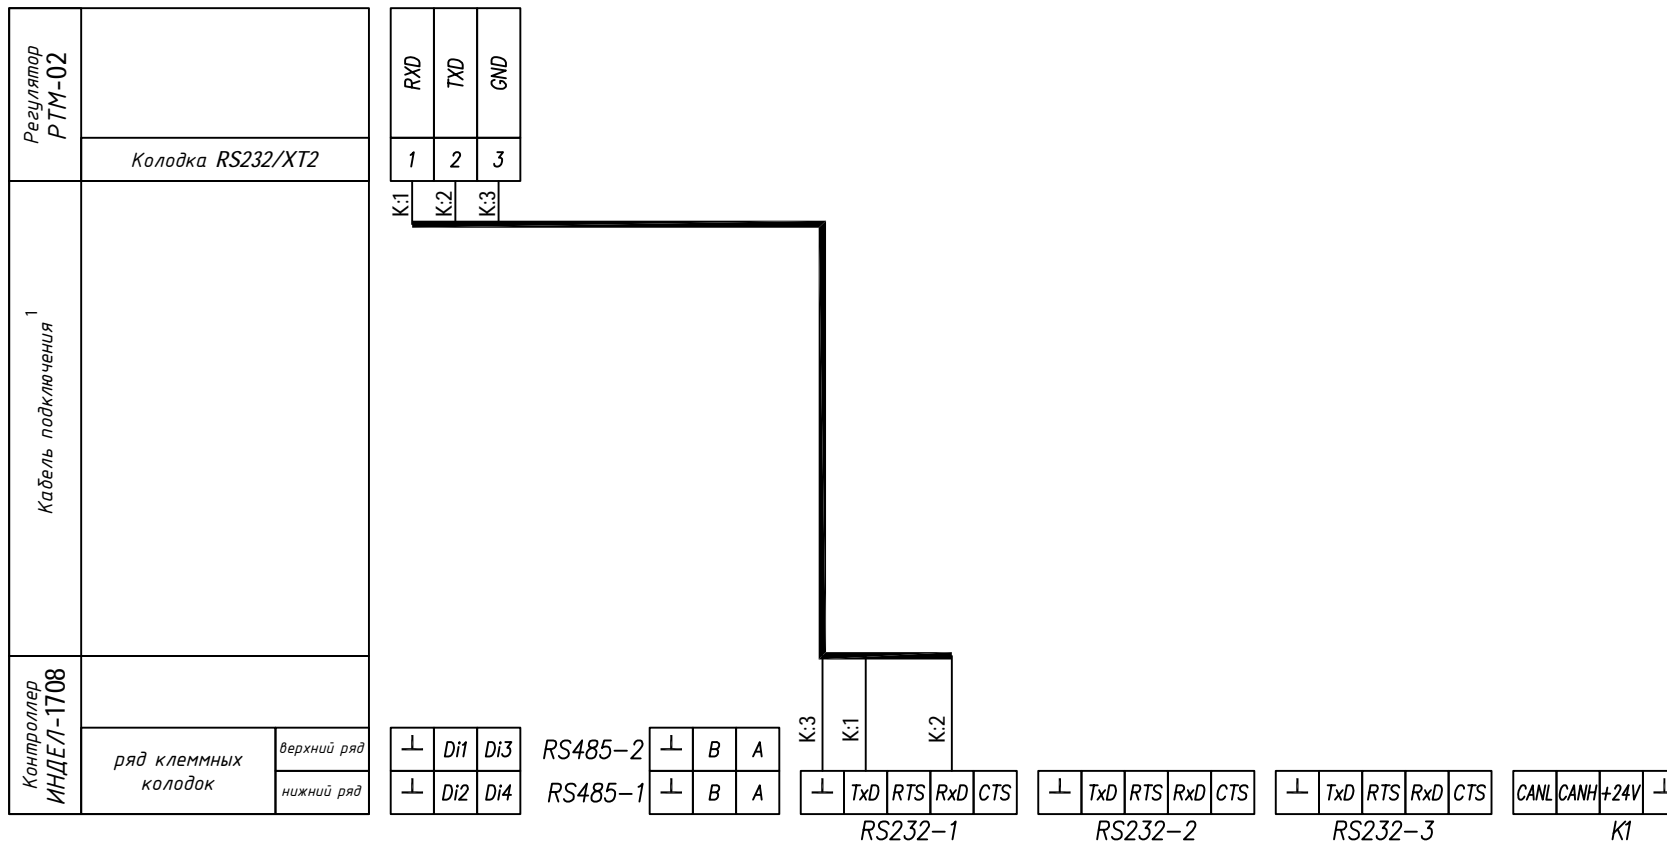 Регулятор
РТМ-02
Колодка RS232/XT2
RXD TXD GND
1 2 3
К:1 К:2 К:3
Кабель подключения 1
Контроллер
ИНДЕЛ-1708
ряд клеммных
колодок
верхний ряд
нижний ряд
⊥ Di1 Di3
⊥ Di2 Di4
RS485-2 ⊥ B A
RS485-1 ⊥ B A
К:3 К:1 К:2
⊥ TxD RTS RxD CTS
RS232-1
⊥ TxD RTS RxD CTS
RS232-2
⊥ TxD RTS RxD CTS
RS232-3
CANL CANH +24V ⊥
K1